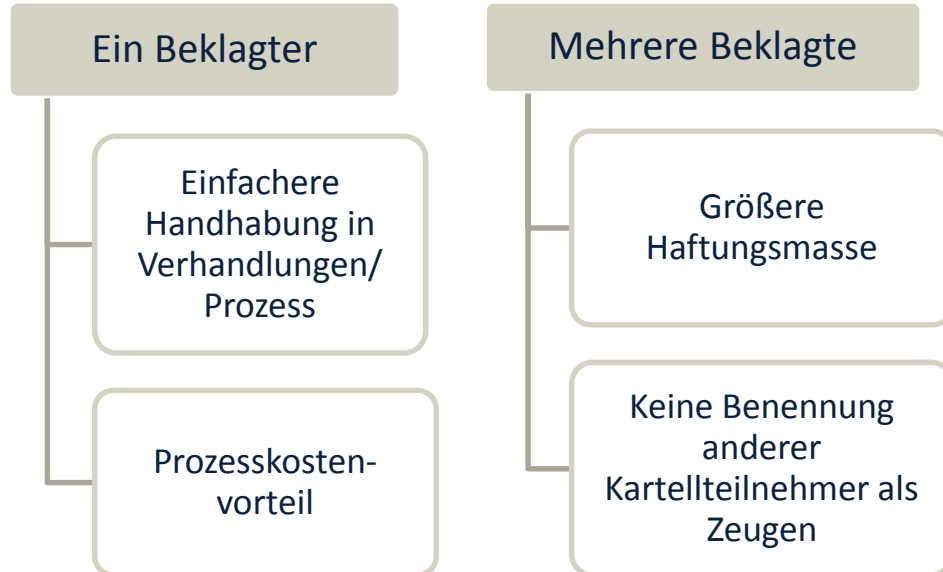 Ein Beklagter
Einfachere
Handhabung in
Verhandlungen/
Prozess
Prozesskosten-
vorteil
Mehrere Beklagte
Größere
Haftungsmasse
Keine Benennung
anderer
Kartellteilnehmer als
Zeugen